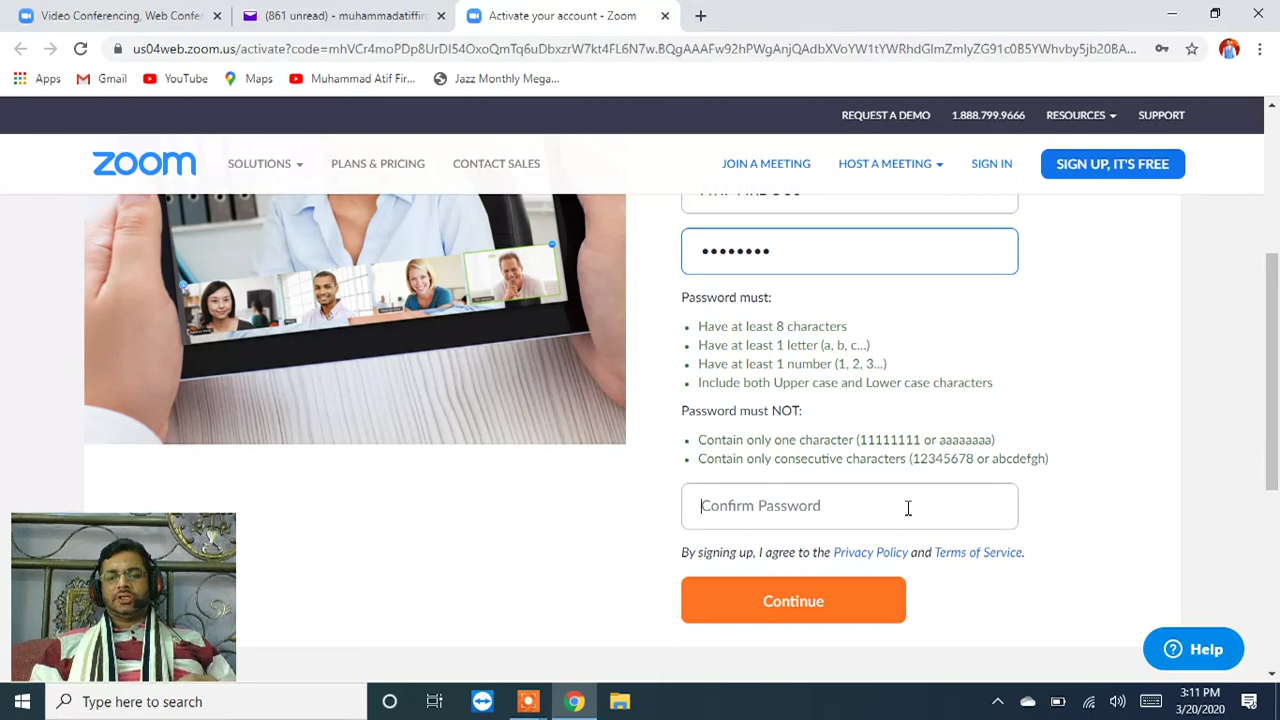 Video Conferencing, Web Confer
(861 unread) - muhammadatiffir
Activate your account - Zoom
us04web.zoom.us/activate?code=mhVCr4moPDp8UrDI54OxoQmTq6uDbxzrW7kt4FL6N7w.BQgAAAFw92hPWgAnjQAdbXVoYW1tYWRhdGlmZmlyZG91c0B5YWhvby5jb20BA...
Apps
Gmail
YouTube
Maps
Muhammad Atif Fir...
Jazz Monthly Mega...
REQUEST A DEMO
1.888.799.9666
RESOURCES
SUPPORT
zoom
SOLUTIONS
PLANS & PRICING
CONTACT SALES
JOIN A MEETING
HOST A MEETING
SIGN IN
SIGN UP, IT'S FREE
Password must:
Have at least 8 characters
Have at least 1 letter (a, b, c...)
Have at least 1 number (1, 2, 3...)
Include both Upper case and Lower case characters
Password must NOT:
Contain only one character (11111111 or aaaaaaaa)
Contain only consecutive characters (12345678 or abcdefgh)
Confirm Password
By signing up, I agree to the Privacy Policy and Terms of Service.
Continue
Help
Type here to search
3:11 PM
3/20/2020